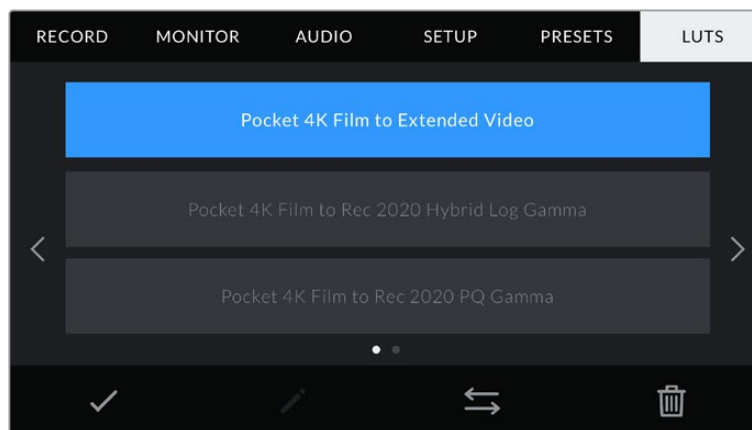 RECORD MONITOR AUDIO SETUP PRESETS LUTS
Pocket 4K Film to Extended Video
Pocket 4K Film to Rec 2020 Hybrid Log Gamma
Pocket 4K Film to Rec 2020 PQ Gamma